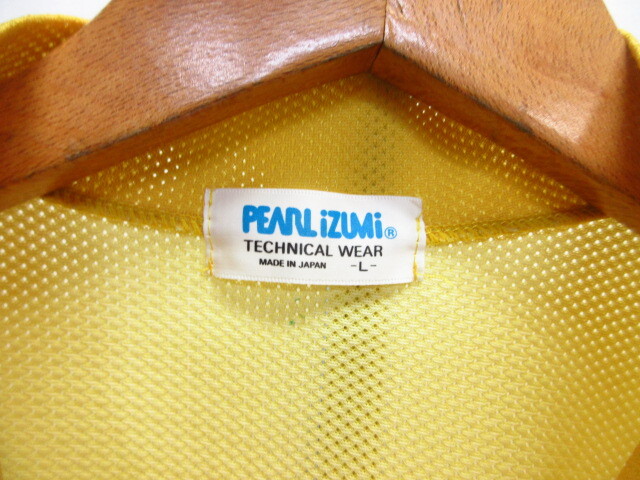 PEARL iZUMi®
TECHNICAL WEAR
MADE IN JAPAN -L-